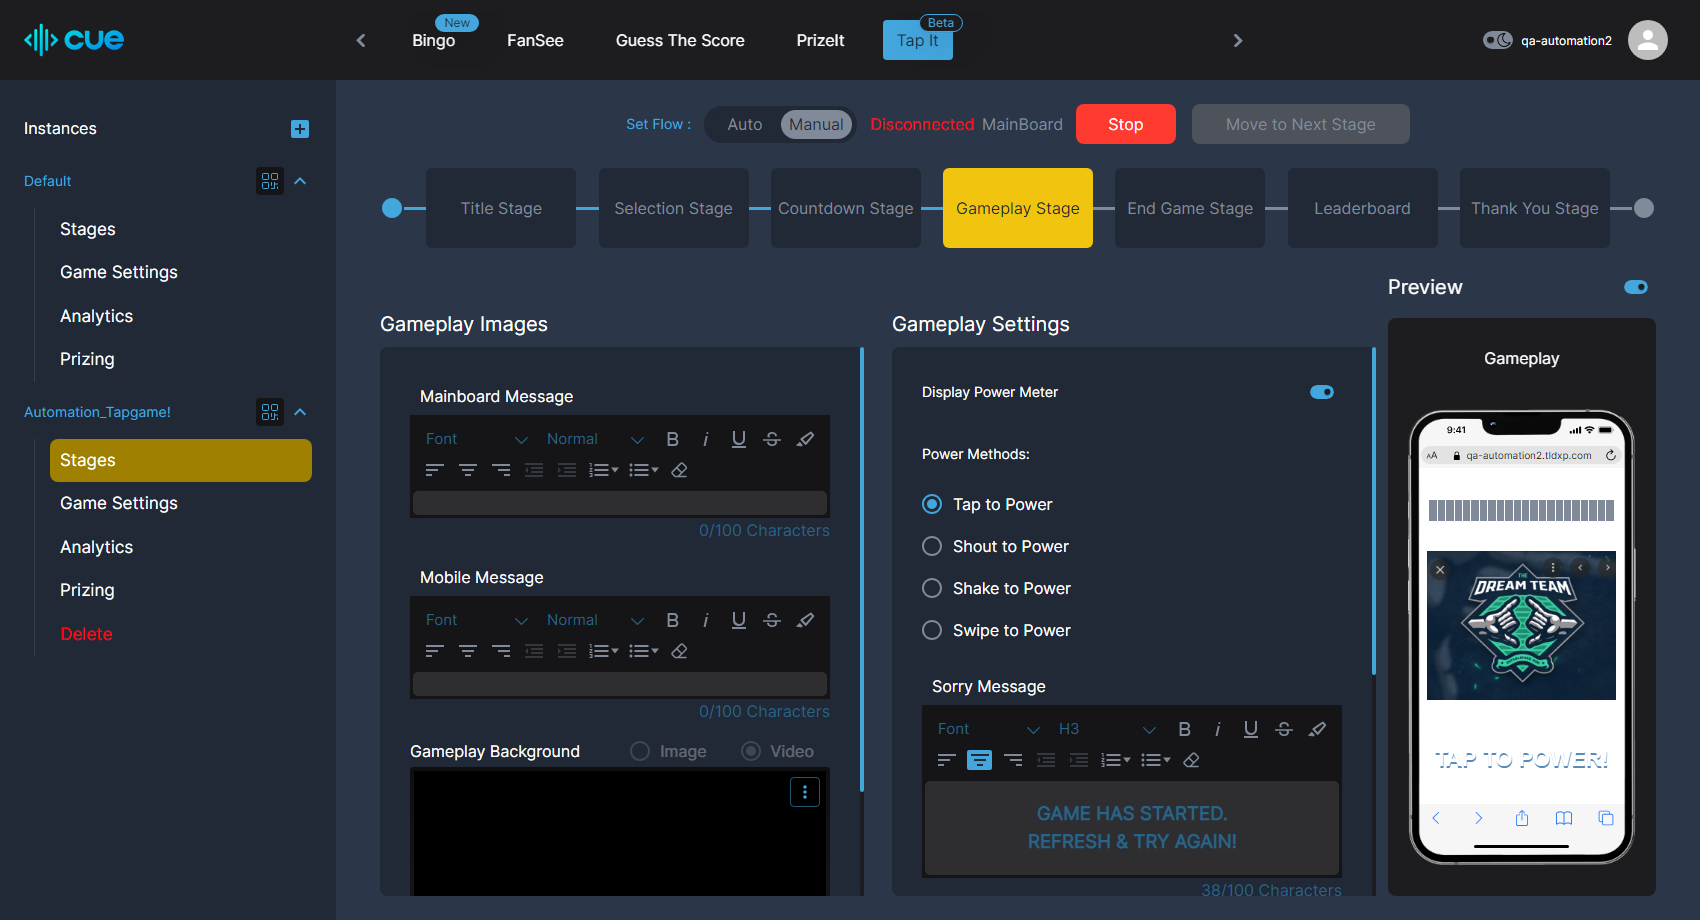 cue
Bingo
New
FanSee
Guess The Score
PrizeIt
Tap It
Beta
qa-automation2
Instances
Default
Stages
Game Settings
Analytics
Prizing
Automation_Tapgame!
Stages
Game Settings
Analytics
Prizing
Delete
Set Flow :
Auto
Manual
Disconnected MainBoard
Stop
Move to Next Stage
Title Stage
Selection Stage
Countdown Stage
Gameplay Stage
End Game Stage
Leaderboard
Thank You Stage
Gameplay Images
Mainboard Message
Font
Normal
B i U S
0/100 Characters
Mobile Message
Font
Normal
B i U S
0/100 Characters
Gameplay Background
Image
Video
Gameplay Settings
Display Power Meter
Power Methods:
Tap to Power
Shout to Power
Shake to Power
Swipe to Power
Sorry Message
Font
H3
B i U S
GAME HAS STARTED.
REFRESH & TRY AGAIN!
38/100 Characters
Preview
Gameplay
9:41
AA
qa-automation2.tldxp.com
THE
DREAM TEAM
TAP TO POWER!